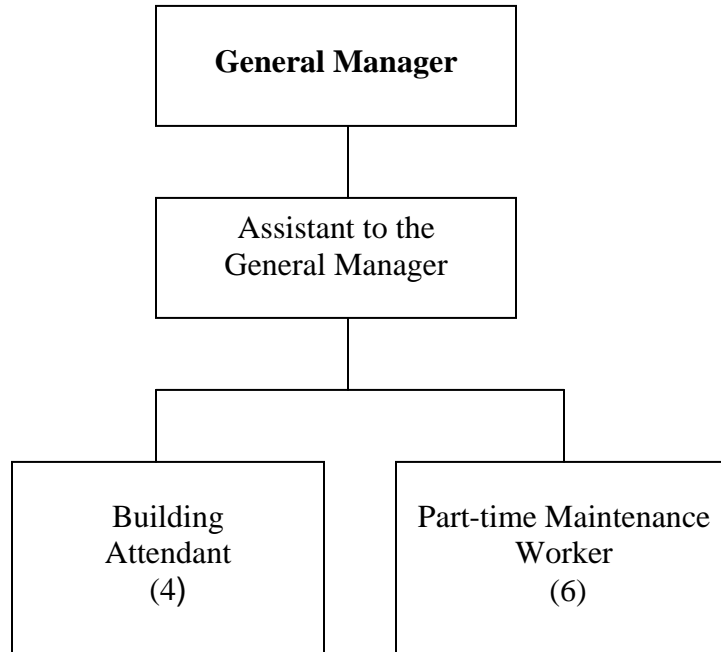 General Manager
Assistant to the
General Manager
Building
Attendant
(4)
Part-time Maintenance
Worker
(6)